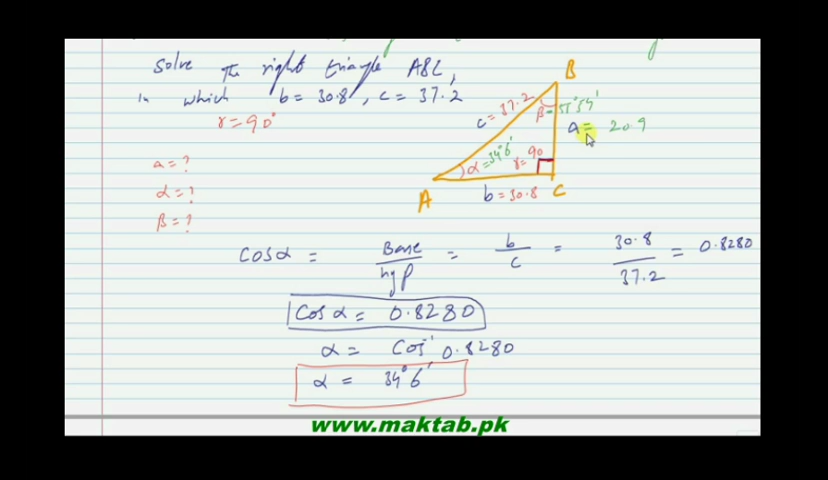 Solve The right triangle ABC,
in which b = 30.8, c = 37.2
γ = 90°
a = ?
α = ?
β = ?
B
c = 37.2
β = 55°54'
a = 20.9
α = 34°6'
γ = 90
A
b = 30.8
C
Cosα = Base/hyp = b/c = 30.8/37.2 = 0.8280
Cos α = 0.8280
α = Cos⁻¹ 0.8280
α = 34°6'
www.maktab.pk